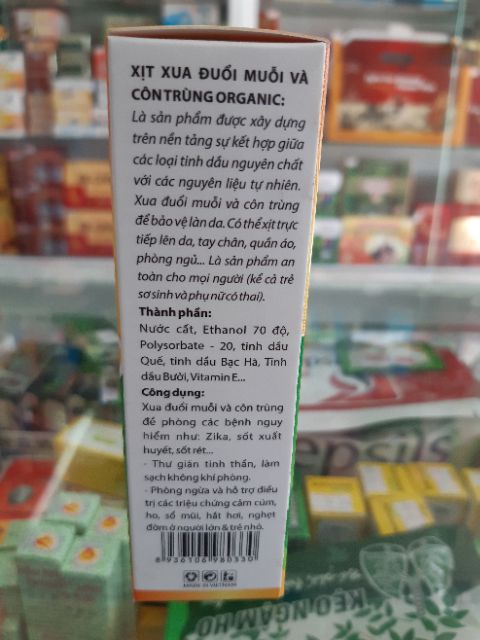 XỊT XUA ĐUỔI MUỖI VÀ
CÔNTRÙNG ORGANIC:
Là sản phẩm được xây dựng
trên nền tảng sự kết hợp giữa
các loại tinh dầu nguyên chất
với các nguyên liệu tự nhiên.
Xua đuổi muỗi và côn trùng
để bảo vệ làn da. Có thể xịt trực
tiếp lên da, tay chân, quần áo,
phòng ngủ... Là sản phẩm an
toàn cho mọi người (kể cả trẻ
sơ sinh và phụ nữ có thai).
Thành phần:
Nước cất, Ethanol 70 độ,
Polysorbate - 20, tinh dầu
Quế, tinh dầu Bạc Hà, Tinh
dầu Bưởi, Vitamin E...
Công dụng:
Xua đuổi muỗi và côn trùng
để phòng các bệnh nguy
hiểm như: Zika, sốt xuất
huyết, sốt rét...
- Thư giãn tinh thần, làm
sạch không khí phòng.
- Phòng ngừa và hỗ trợ điều
trị các triệu chứng cảm cúm,
ho, sổ mũi, hắt hơi, nghẹt
đờm ở người lớn & trẻ nhỏ.
8936106980330
MADE IN VIETNAM
KẸO NGẬM HO